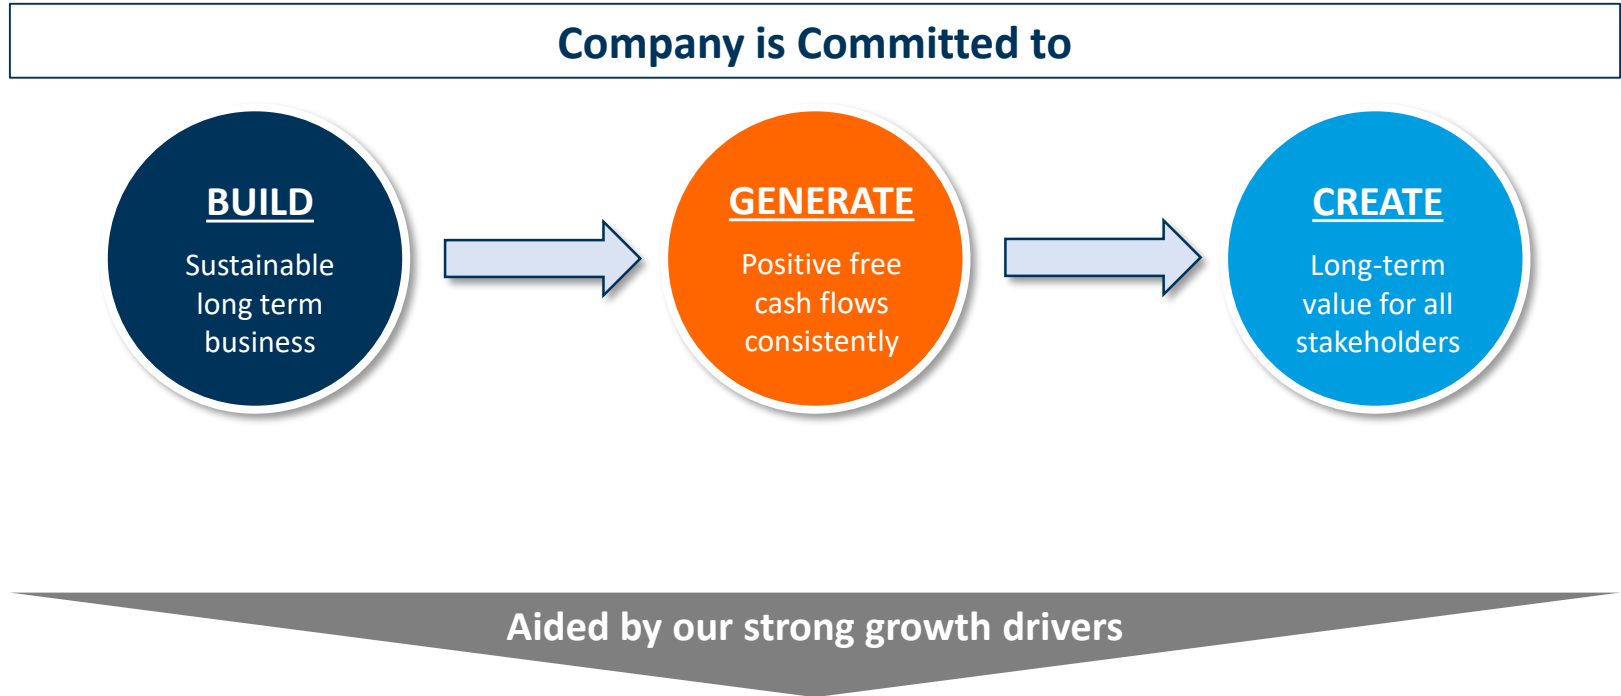 Company is Committed to
BUILD
Sustainable
long term
business
GENERATE
Positive free
cash flows
consistently
CREATE
Long-term
value for all
stakeholders
Aided by our strong growth drivers